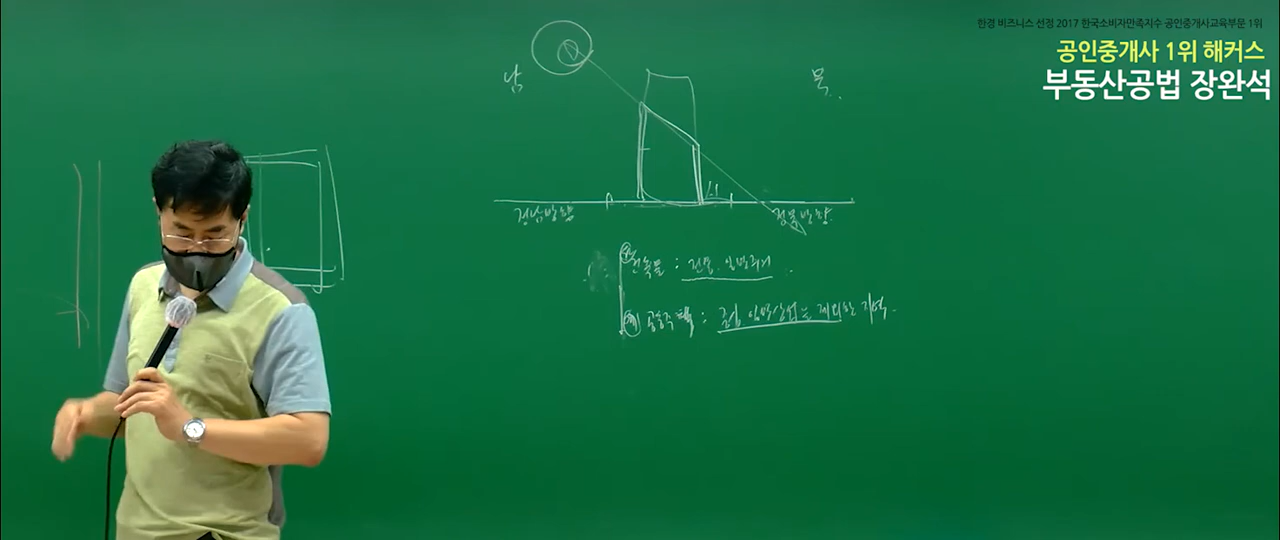 한경 비즈니스 선정 2017 한국소비자만족지수 공인중개사교육부문 1위
공인중개사 1위 해커스
부동산공법 장완석
남
북
정남방향
정북방향
건축물 : 전용. 일반주거
공동주택 : 중심 일반상업은 제외한 지역